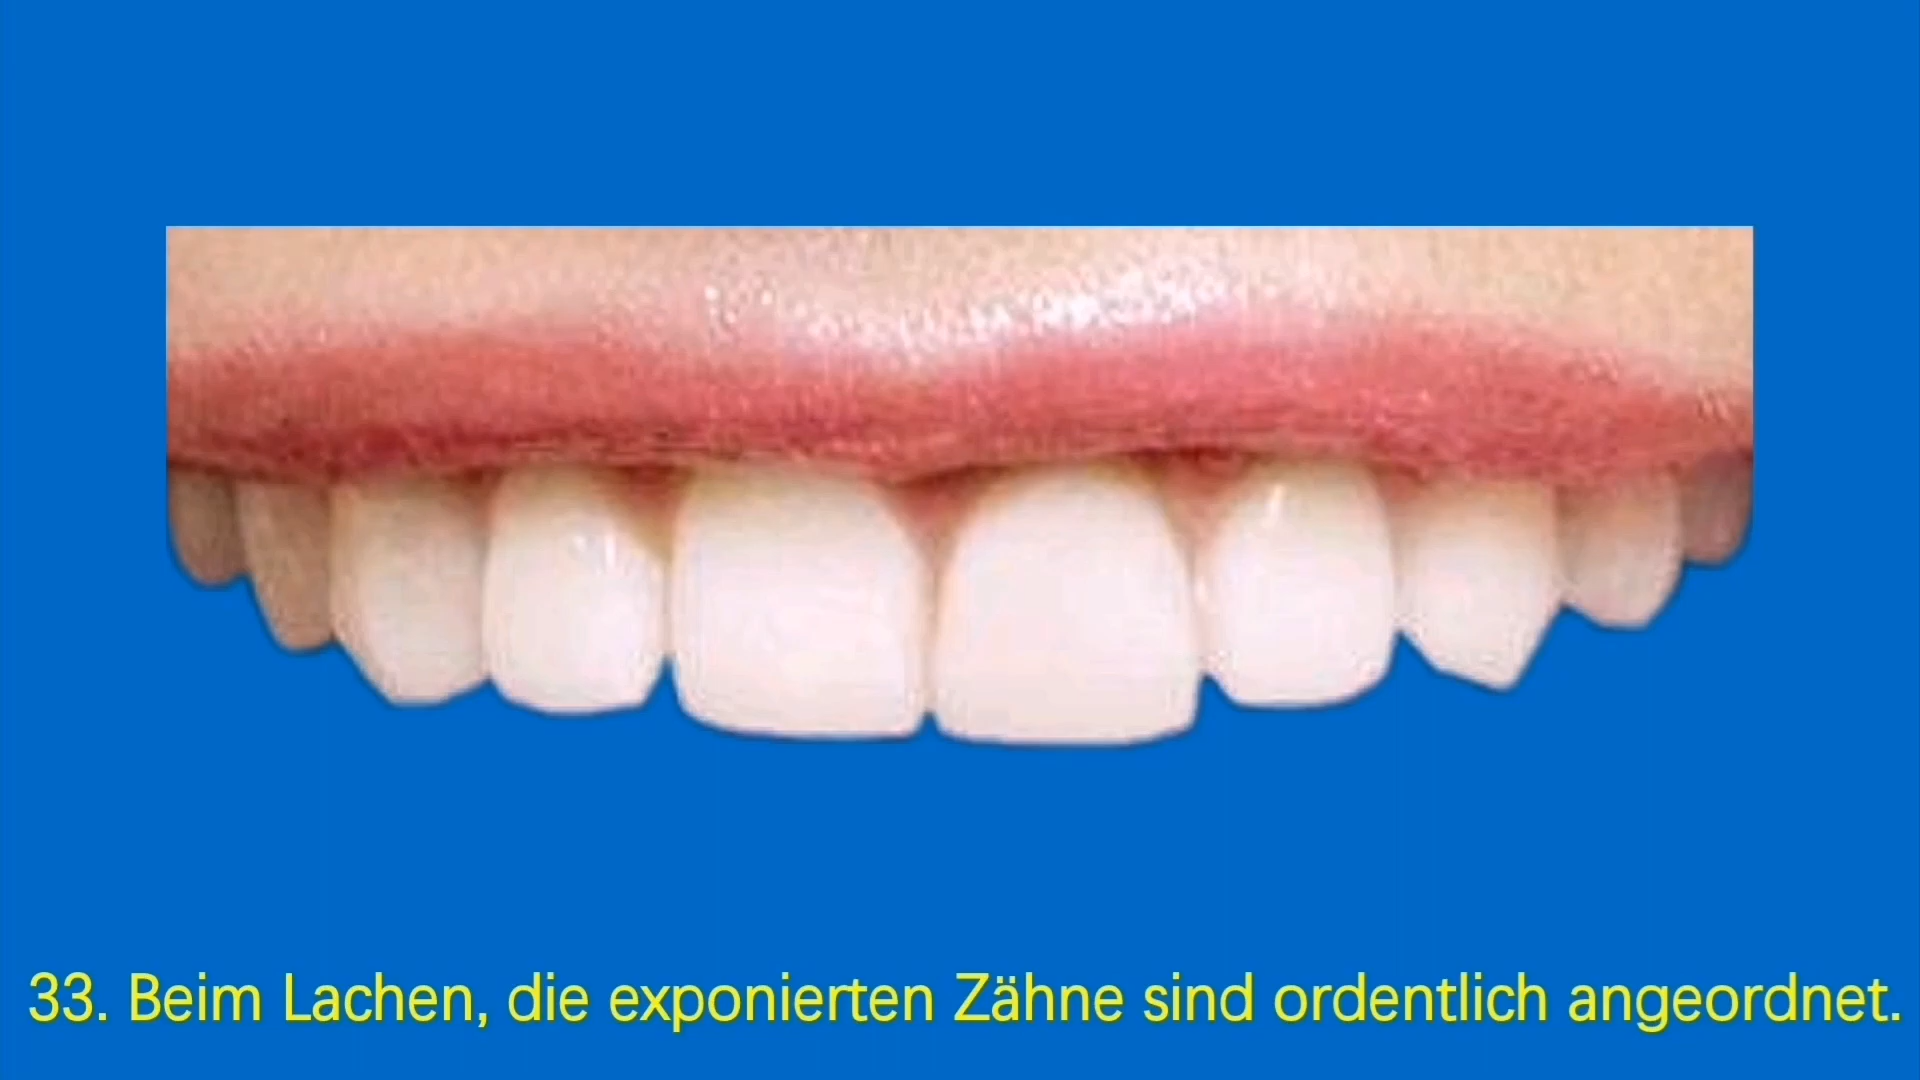 33. Beim Lachen, die exponierten Zähne sind ordentlich angeordnet.